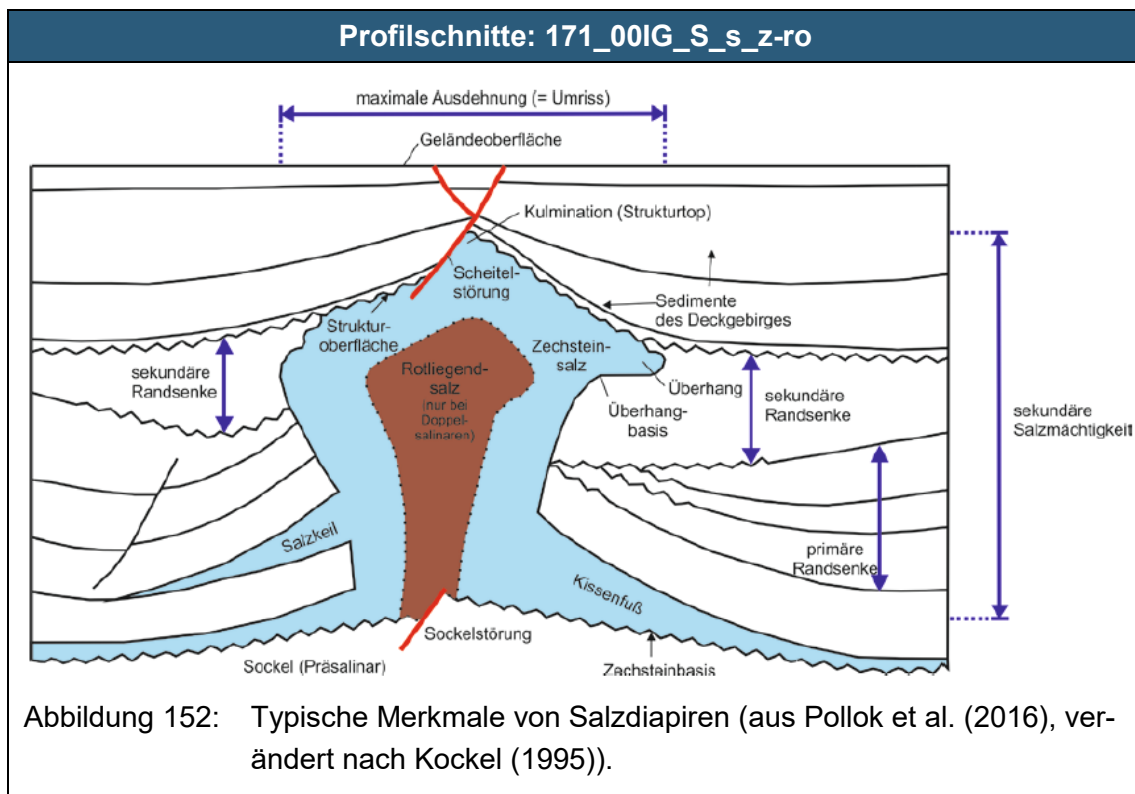 Profilschnitte: 171_00IG_S_s_z-ro
maximale Ausdehnung (= Umriss)
Geländeoberfläche
Kulmination (Strukturtop)
Scheitel-
störung
Sedimente
des Deckgebirges
Struktur-
oberfläche
Zechstein-
salz
sekundäre
Randsenke
Rotliegend-
salz
(nur bei
Doppel-
salinaren)
Überhang
Überhang-
basis
sekundäre
Randsenke
sekundäre
Salzmächtigkeit
primäre
Randsenke
Salzkeil
Kissenfuß
Sockelstörung
Sockel (Präsalinar)
Zechsteinbasis
Abbildung 152: Typische Merkmale von Salzdiapiren (aus Pollok et al. (2016), ver-
ändert nach Kockel (1995)).